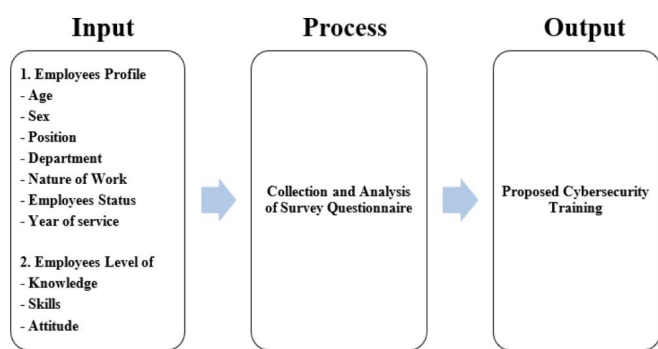 Input
Process
Output
1. Employees Profile
- Age
- Sex
- Position
- Department
- Nature of Work
- Employees Status
- Year of service
2. Employees Level of
- Knowledge
- Skills
- Attitude
Collection and Analysis
of Survey Questionnaire
Proposed Cybersecurity
Training